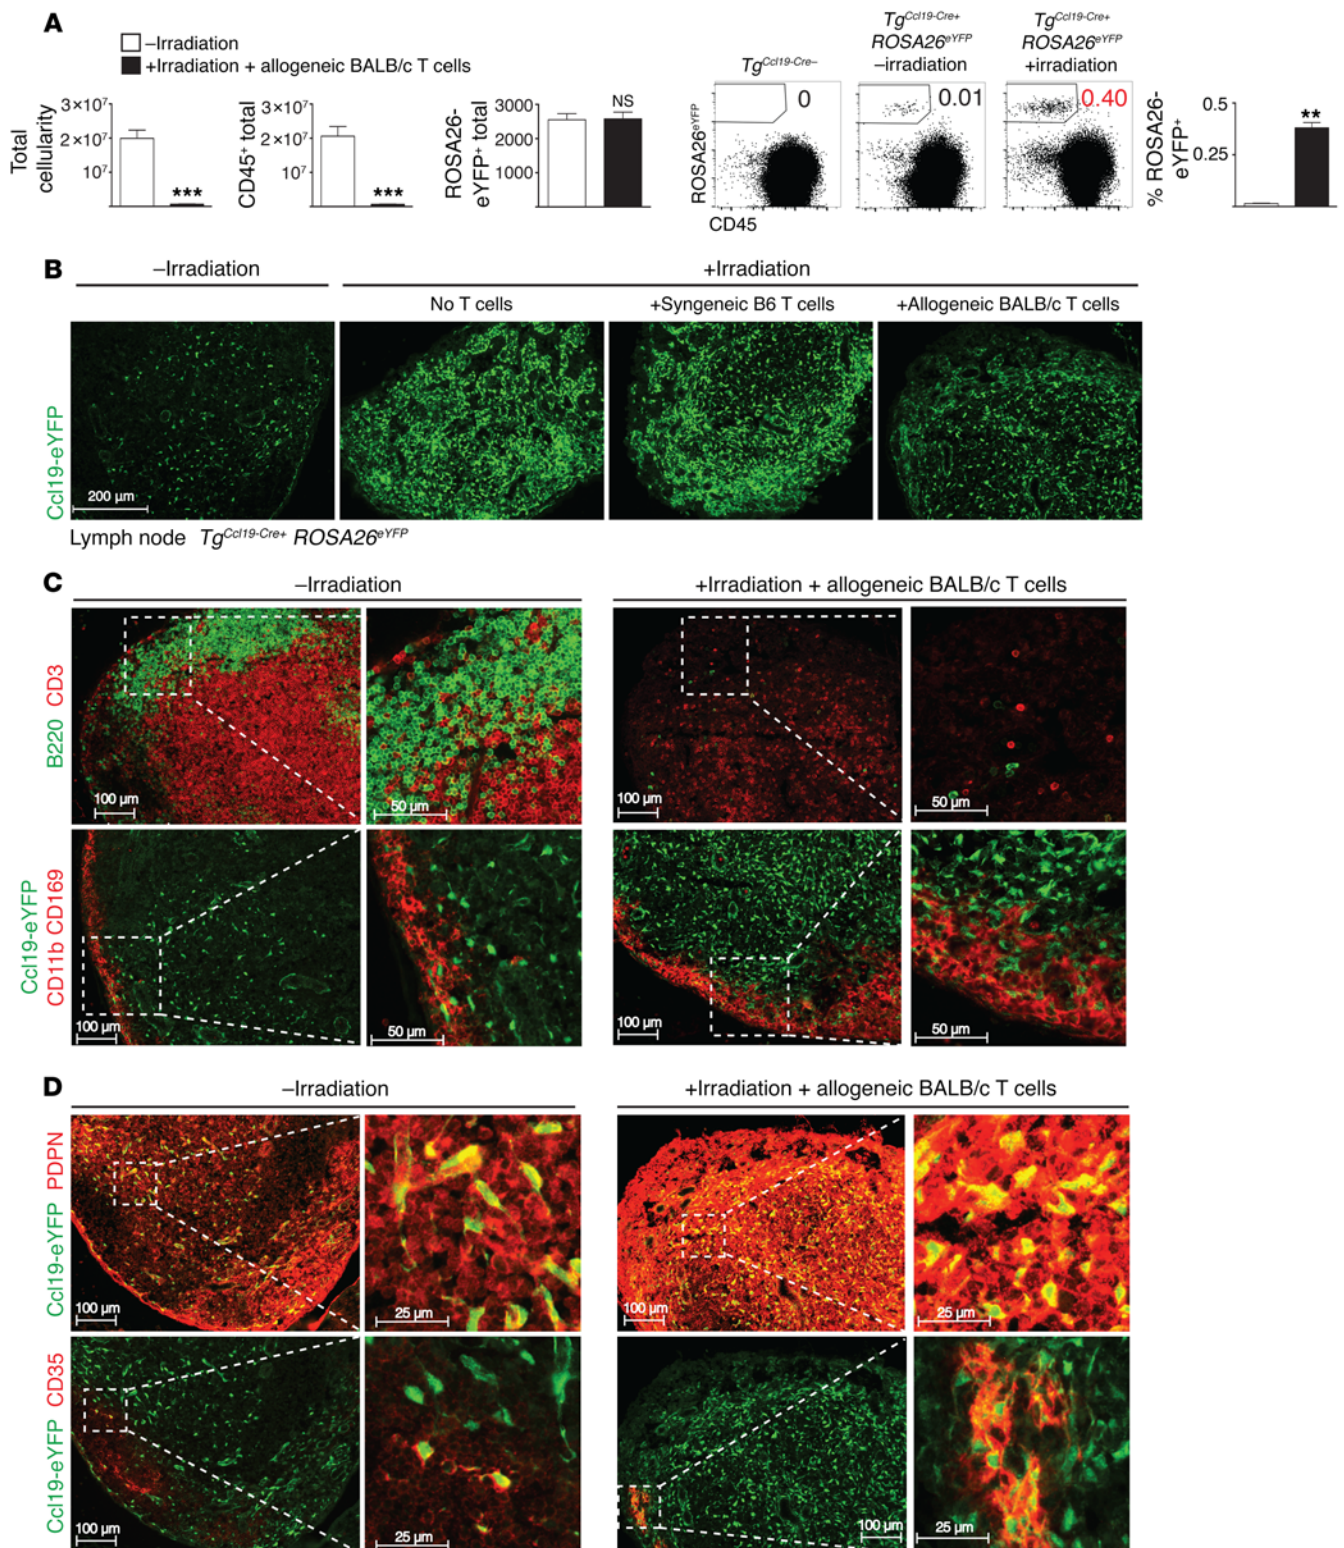 A
–Irradiation
+Irradiation + allogeneic BALB/c T cells
Total
cellularity
3×10⁷
2×10⁷
10⁷
***
CD45⁺ total
3×10⁷
2×10⁷
10⁷
***
ROSA26-
eYFP⁺ total
3000
2000
1000
NS
Tg^Ccl19-Cre–
Tg^Ccl19-Cre+
ROSA26^eYFP
–irradiation
Tg^Ccl19-Cre+
ROSA26^eYFP
+irradiation
ROSA26^eYFP
0
0.01
0.40
CD45
% ROSA26-
eYFP⁺
0.5
0.25
**
B
–Irradiation
+Irradiation
No T cells
+Syngeneic B6 T cells
+Allogeneic BALB/c T cells
Ccl19-eYFP
200 µm
Lymph node Tg^Ccl19-Cre+ ROSA26^eYFP
C
–Irradiation
+Irradiation + allogeneic BALB/c T cells
B220 CD3
100 µm
50 µm
100 µm
50 µm
Ccl19-eYFP
CD11b CD169
100 µm
50 µm
100 µm
50 µm
D
–Irradiation
+Irradiation + allogeneic BALB/c T cells
Ccl19-eYFP PDPN
100 µm
25 µm
100 µm
25 µm
Ccl19-eYFP CD35
100 µm
25 µm
100 µm
25 µm